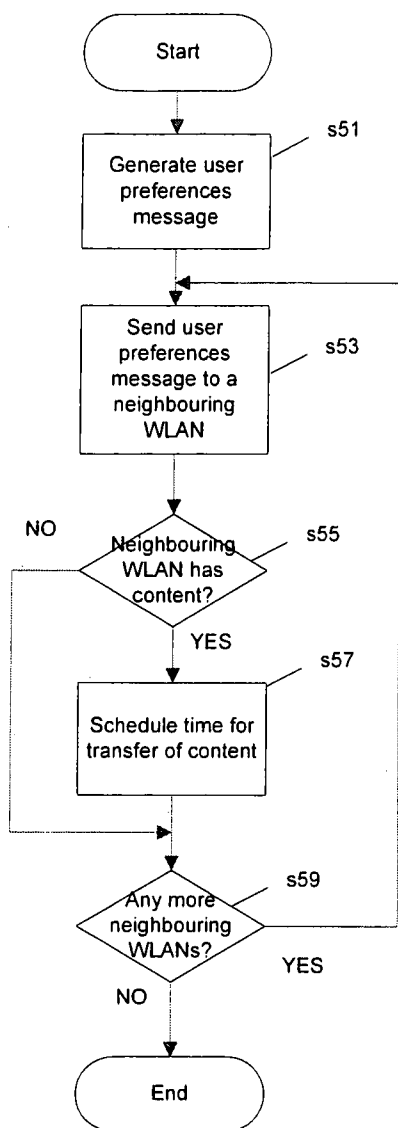 Start
s51
Generate user
preferences
message
Send user
preferences
message to a
neighbouring
WLAN
s53
NO
s55
Neighbouring
WLAN has
content?
YES
s57
Schedule time for
transfer of content
s59
Any more
neighbouring
WLANs?
YES
NO
End